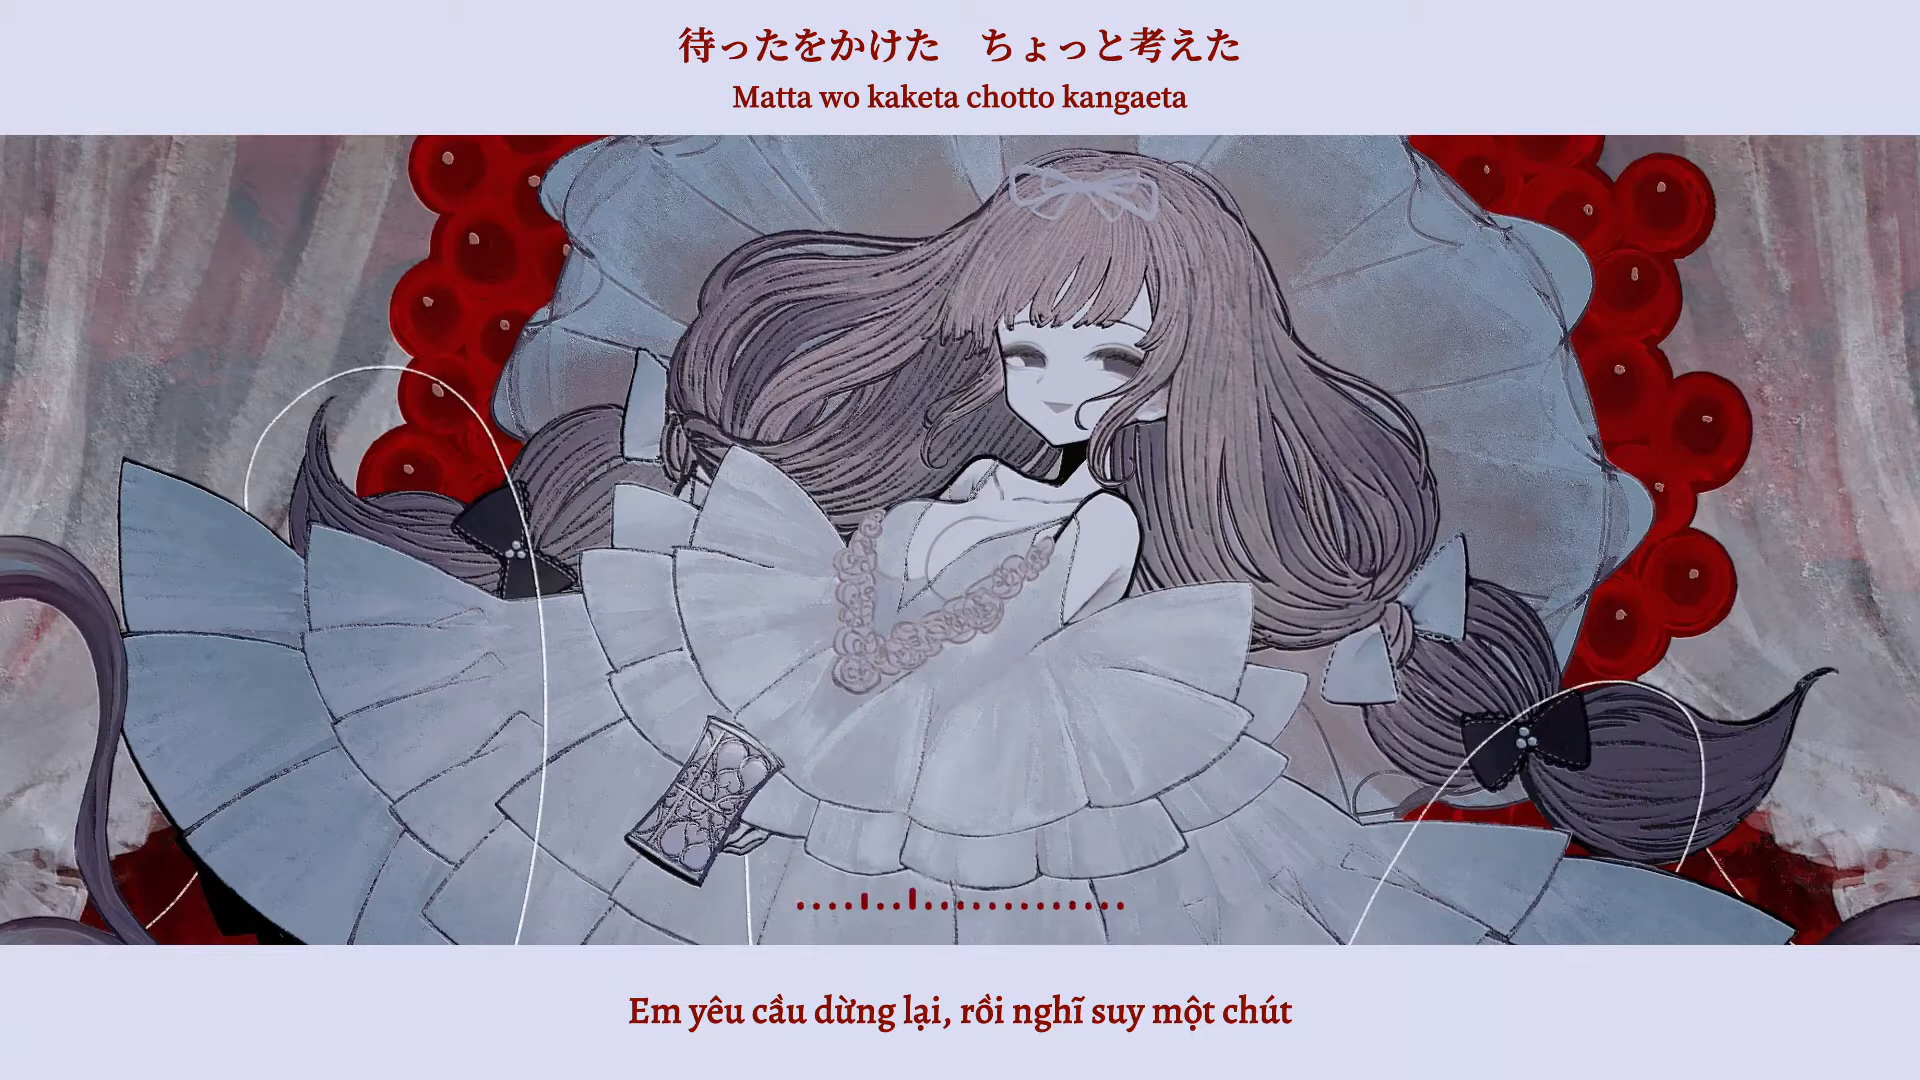 待ったをかけた　ちょっと考えた
Matta wo kaketa chotto kangaeta
Em yêu cầu dừng lại, rồi nghĩ suy một chút